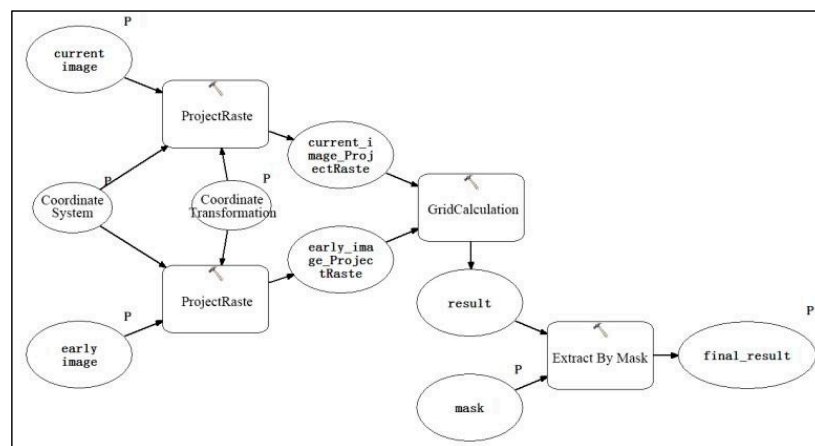 P
current
image
ProjectRaste
current_i
mage_Proj
ectRaste
P
Coordinate
System
P
Coordinate
Transformation
GridCalculation
early_ima
ge_Projec
tRaste
ProjectRaste
P
early
image
result
P
Extract By Mask
final_result
P
mask